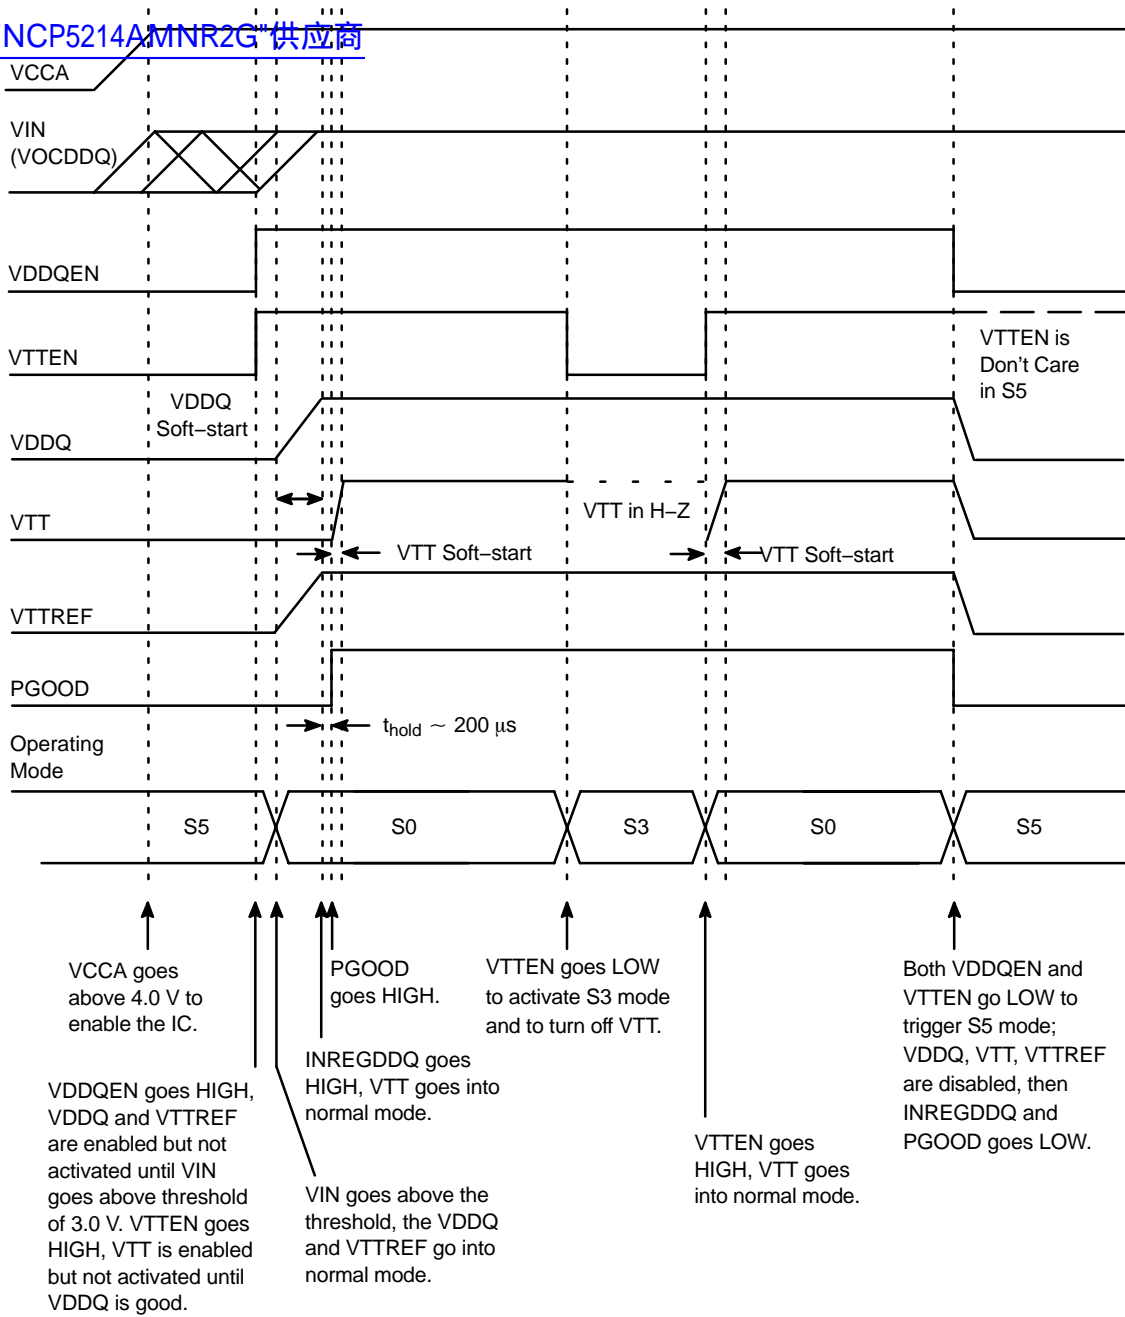 NCP5214AMNR2G"供应商
VCCA
VIN
(VOCDDQ)
VDDQEN
VTTEN
VTTEN is
Don't Care
in S5
VDDQ
Soft–start
VDDQ
VTT in H–Z
VTT
VTT Soft–start
VTT Soft–start
VTTREF
PGOOD
thold ~ 200 μs
Operating
Mode
S5
S0
S3
S0
S5
VCCA goes
above 4.0 V to
enable the IC.
PGOOD
goes HIGH.
VTTEN goes LOW
to activate S3 mode
and to turn off VTT.
Both VDDQEN and
VTTEN go LOW to
trigger S5 mode;
VDDQ, VTT, VTTREF
are disabled, then
INREGDDQ and
PGOOD goes LOW.
INREGDDQ goes
HIGH, VTT goes into
normal mode.
VDDQEN goes HIGH,
VDDQ and VTTREF
are enabled but not
activated until VIN
goes above threshold
of 3.0 V. VTTEN goes
HIGH, VTT is enabled
but not activated until
VDDQ is good.
VTTEN goes
HIGH, VTT goes
into normal mode.
VIN goes above the
threshold, the VDDQ
and VTTREF go into
normal mode.